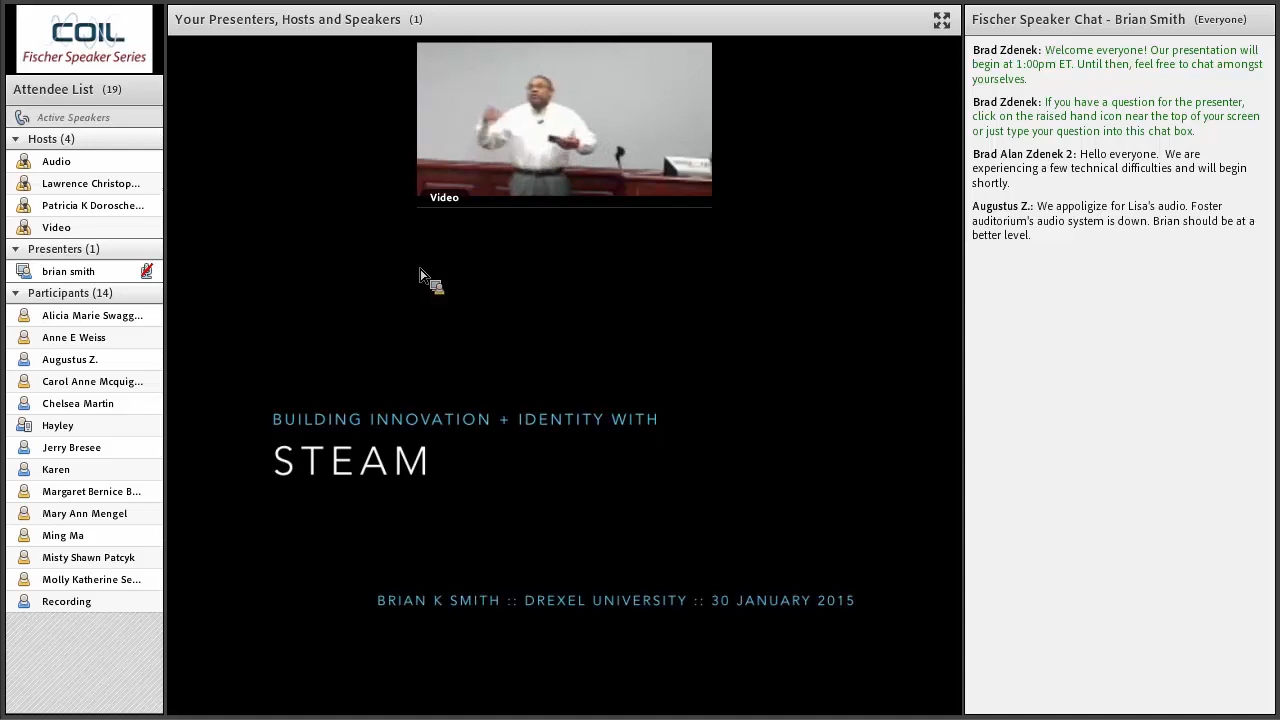 COIL
Fischer Speaker Series
Attendee List (19)
Active Speakers
Hosts (4)
Audio
Lawrence Christop...
Patricia K Dorosche...
Video
Presenters (1)
brian smith
Participants (14)
Alicia Marie Swagg...
Anne E Weiss
Augustus Z.
Carol Anne Mcquig...
Chelsea Martin
Hayley
Jerry Bresee
Karen
Margaret Bernice B...
Mary Ann Mengel
Ming Ma
Misty Shawn Patcyk
Molly Katherine Se...
Recording
Your Presenters, Hosts and Speakers (1)
Video
BUILDING INNOVATION + IDENTITY WITH
STEAM
BRIAN K SMITH :: DREXEL UNIVERSITY :: 30 JANUARY 2015
Fischer Speaker Chat - Brian Smith (Everyone)
Brad Zdenek: Welcome everyone! Our presentation will
begin at 1:00pm ET. Until then, feel free to chat amongst
yourselves.
Brad Zdenek: If you have a question for the presenter,
click on the raised hand icon near the top of your screen
or just type your question into this chat box.
Brad Alan Zdenek 2: Hello everyone. We are
experiencing a few technical difficulties and will begin
shortly.
Augustus Z.: We appoligize for Lisa's audio. Foster
auditorium's audio system is down. Brian should be at a
better level.